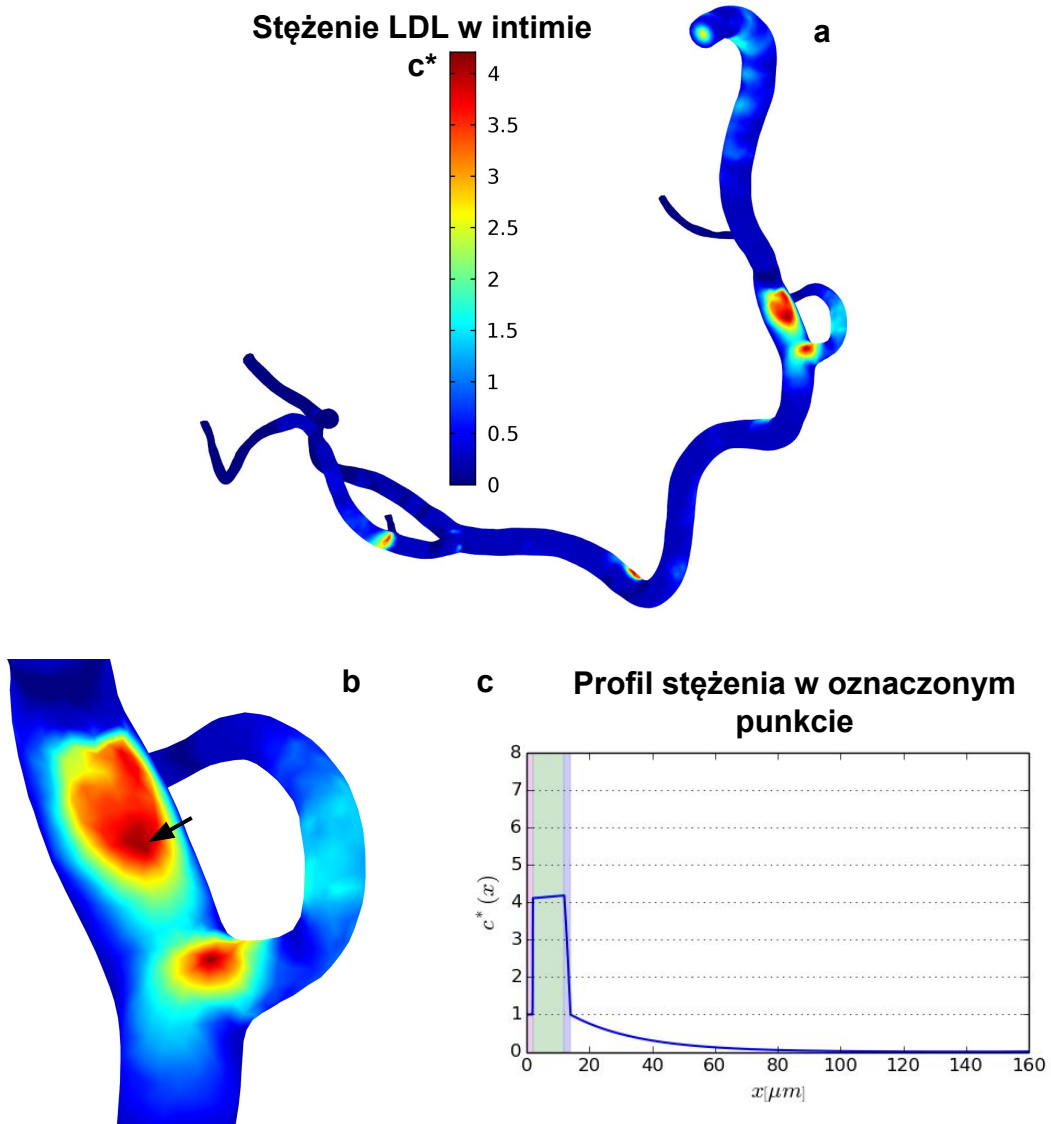 Stężenie LDL w intimie
c*
a
4
3.5
3
2.5
2
1.5
1
0.5
0
b
c
Profil stężenia w oznaczonym
punkcie
8
7
6
5
4
3
2
1
0
c* (x)
0 20 40 60 80 100 120 140 160
x[μm]